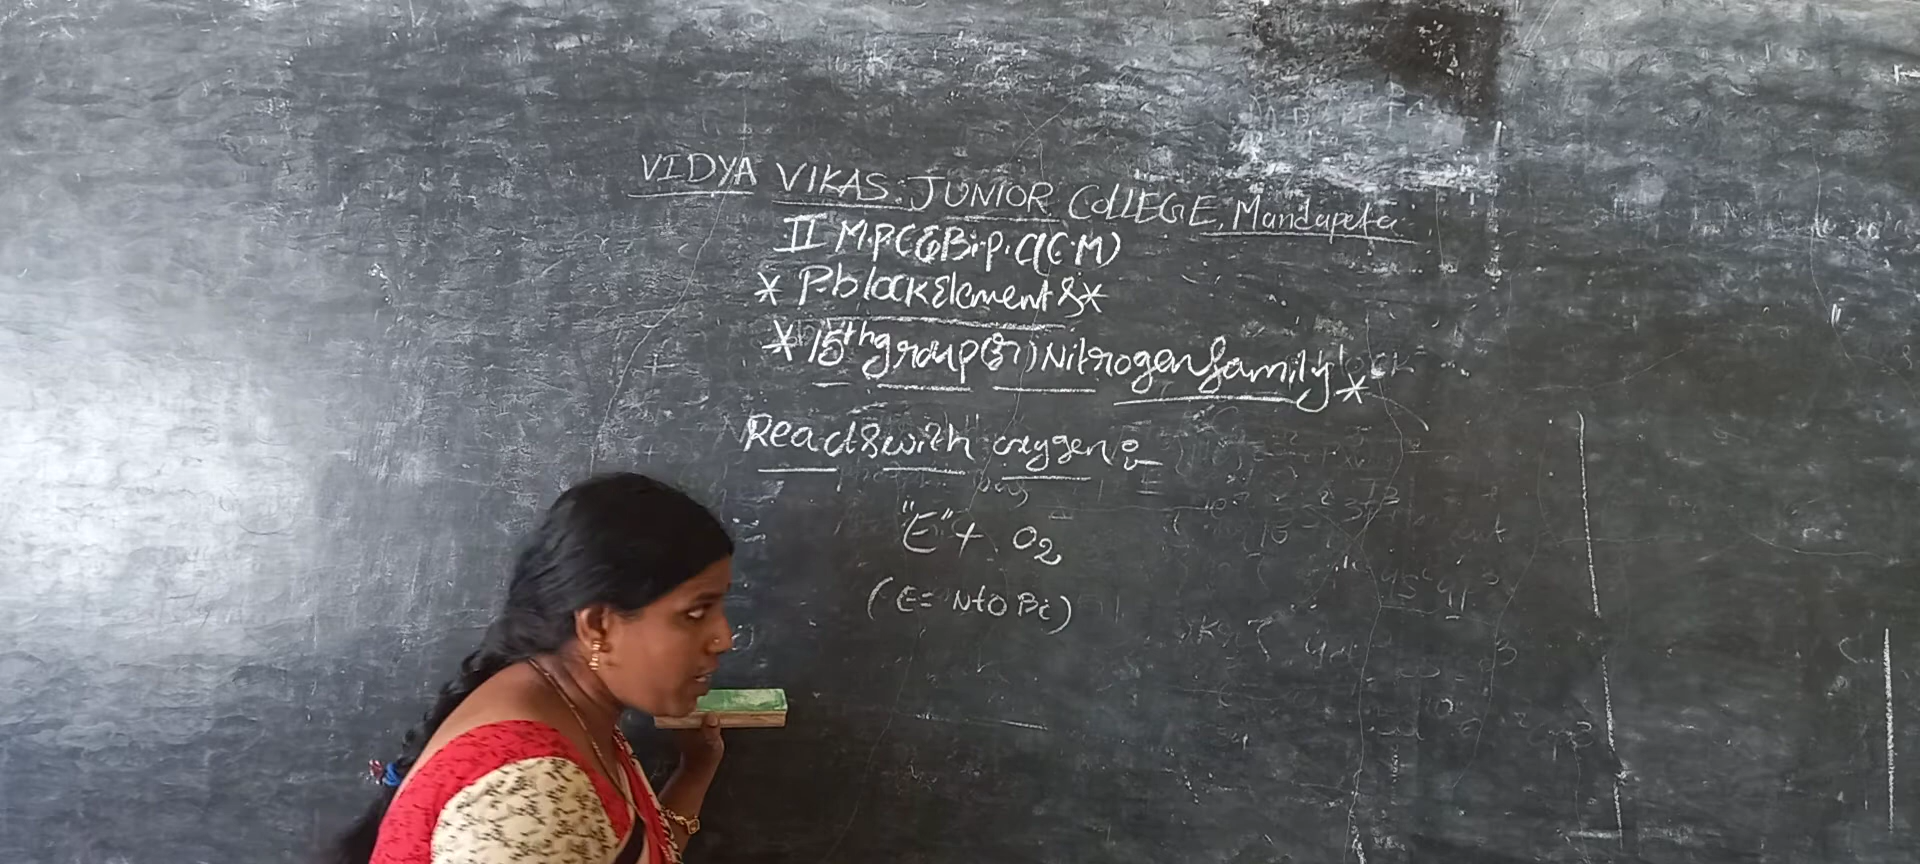 VIDYA VIKAS JUNIOR COLLEGE, Mandapeta
II M.P.C & Bi.P.C (C.M)
* P-block Elements *
* 15th group (or) Nitrogen family *
Reacts with oxygen :-
"E" + O2
(E = N to Bi)